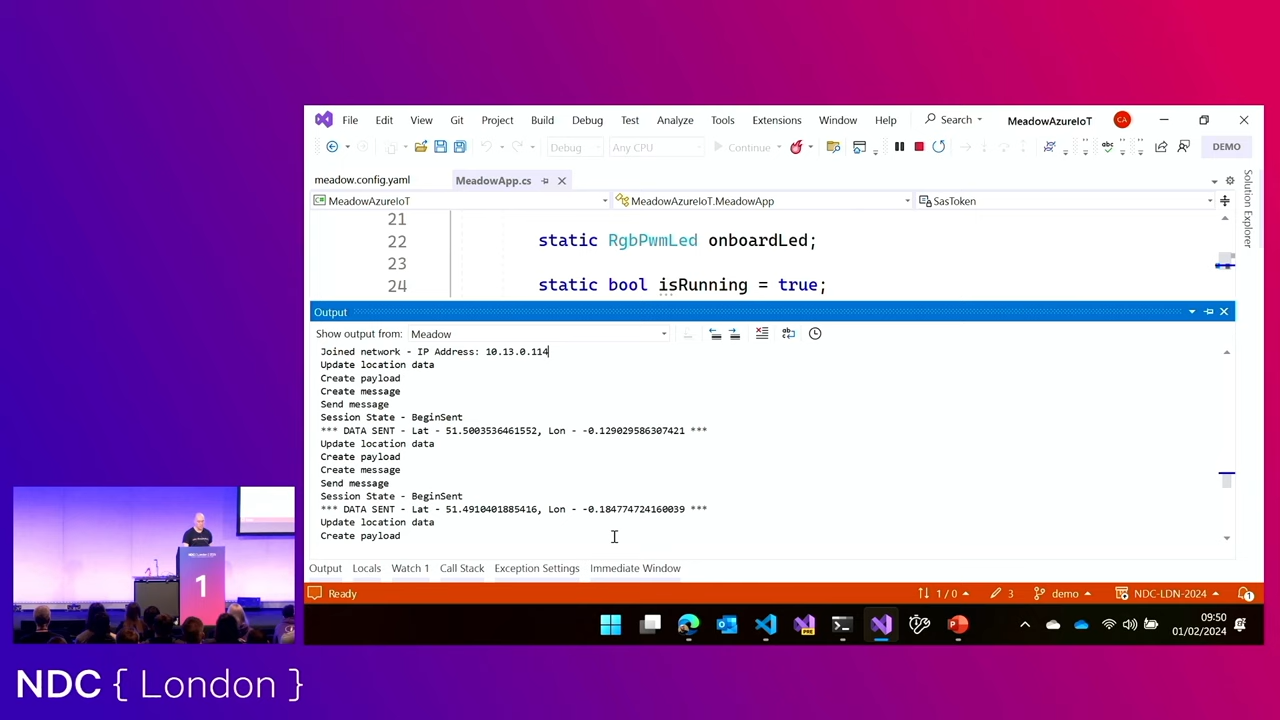 File Edit View Git Project Build Debug Test Analyze Tools Extensions Window Help Search MeadowAzureIoT CA
Debug Any CPU Continue DEMO
meadow.config.yaml MeadowApp.cs
MeadowAzureIoT MeadowAzureIoT.MeadowApp SasToken
Solution Explorer
21
22 static RgbPwmLed onboardLed;
23
24 static bool isRunning = true;
Output
Show output from: Meadow
Joined network - IP Address: 10.13.0.114
Update location data
Create payload
Create message
Send message
Session State - BeginSent
*** DATA SENT - Lat - 51.5003536461552, Lon - -0.129029586307421 ***
Update location data
Create payload
Create message
Send message
Session State - BeginSent
*** DATA SENT - Lat - 51.4910401885416, Lon - -0.184774724160039 ***
Update location data
Create payload
Output Locals Watch 1 Call Stack Exception Settings Immediate Window
Ready 1 / 0 3 demo NDC-LDN-2024 1
09:50
01/02/2024
1
NDC { London }